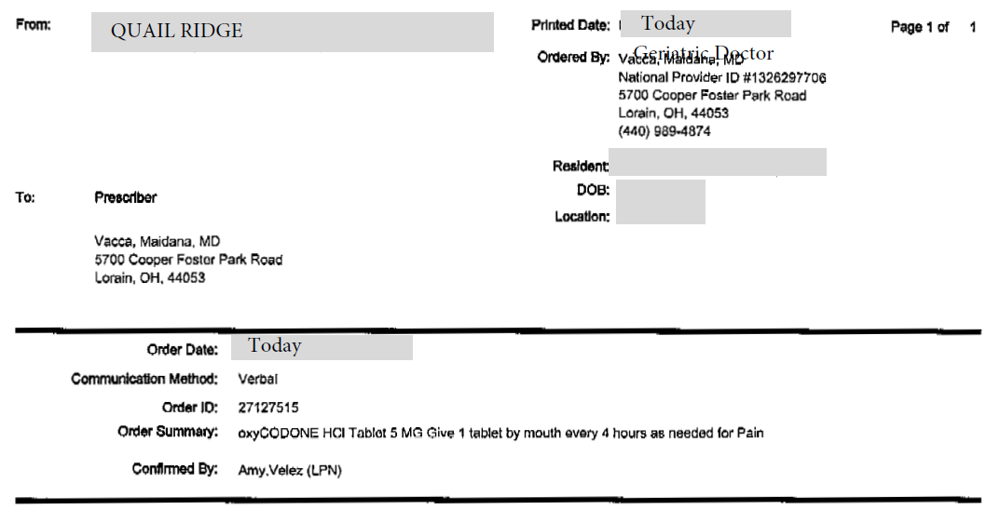 From: QUAIL RIDGE
Printed Date: Today
Page 1 of 1
Ordered By: Geriatric Doctor
Vacca, Maidana, MD
National Provider ID #1326297706
5700 Cooper Foster Park Road
Lorain, OH, 44053
(440) 989-4874
Resident:
DOB:
Location:
To: Prescriber
Vacca, Maidana, MD
5700 Cooper Foster Park Road
Lorain, OH, 44053
Order Date: Today
Communication Method: Verbal
Order ID: 27127515
Order Summary: oxyCODONE HCl Tablet 5 MG Give 1 tablet by mouth every 4 hours as needed for Pain
Confirmed By: Amy.Velez (LPN)